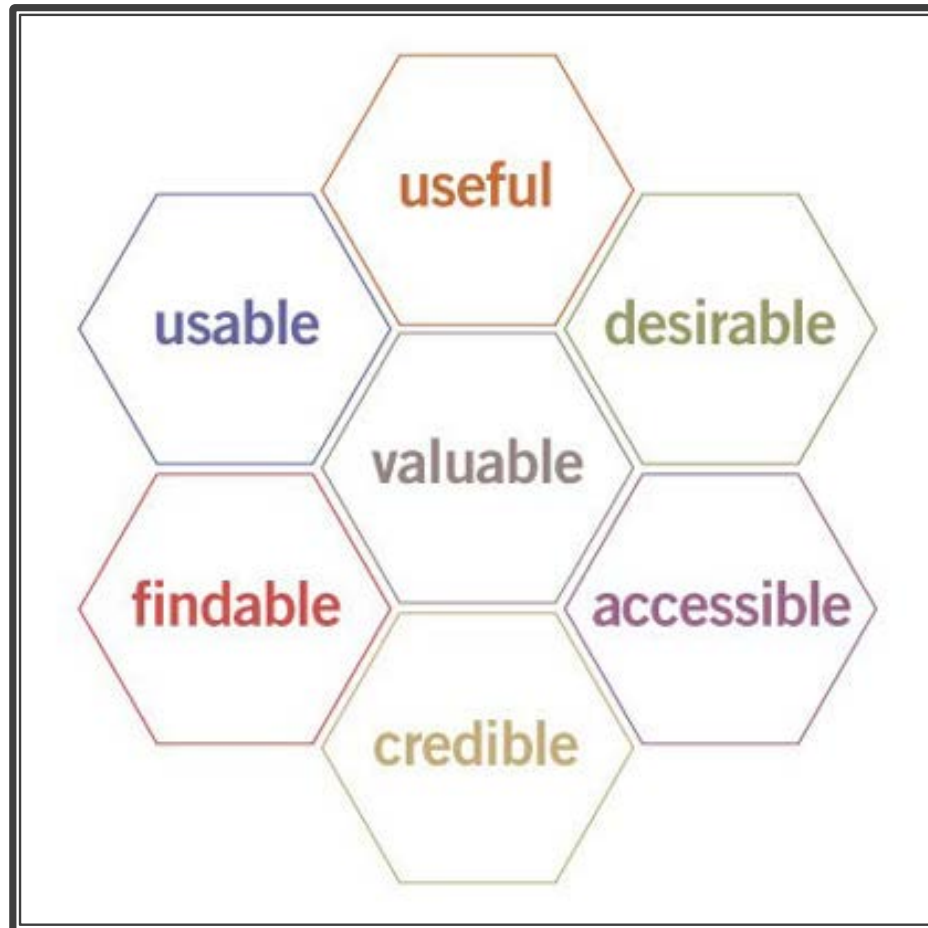 useful
usable
desirable
valuable
findable
accessible
credible